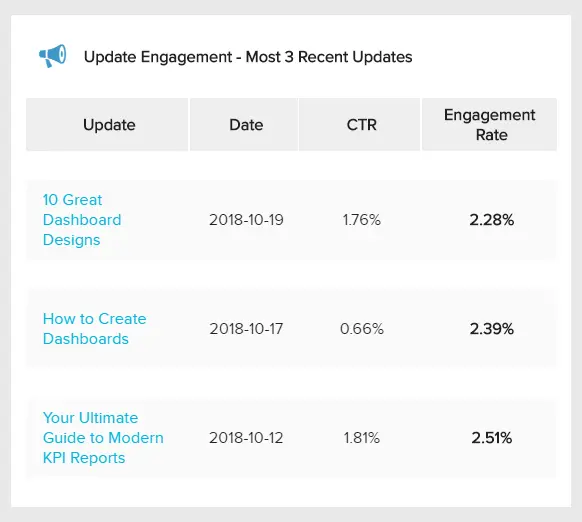 Update Engagement - Most 3 Recent Updates
Update Date CTR Engagement
Rate
10 Great
Dashboard
Designs
2018-10-19 1.76% 2.28%
How to Create
Dashboards
2018-10-17 0.66% 2.39%
Your Ultimate
Guide to Modern
KPI Reports
2018-10-12 1.81% 2.51%